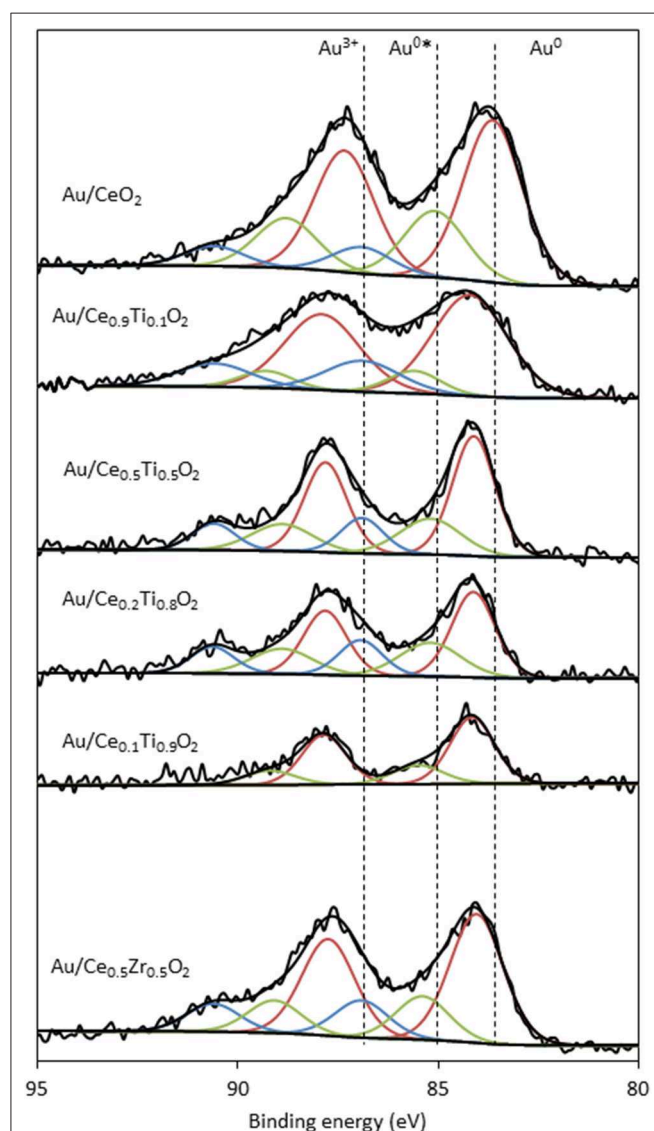 Au³⁺ Au⁰* Au⁰
Au/CeO₂
Au/Ce₀.₉Ti₀.₁O₂
Au/Ce₀.₅Ti₀.₅O₂
Au/Ce₀.₂Ti₀.₈O₂
Au/Ce₀.₁Ti₀.₉O₂
Au/Ce₀.₅Zr₀.₅O₂
95 90 85 80
Binding energy (eV)